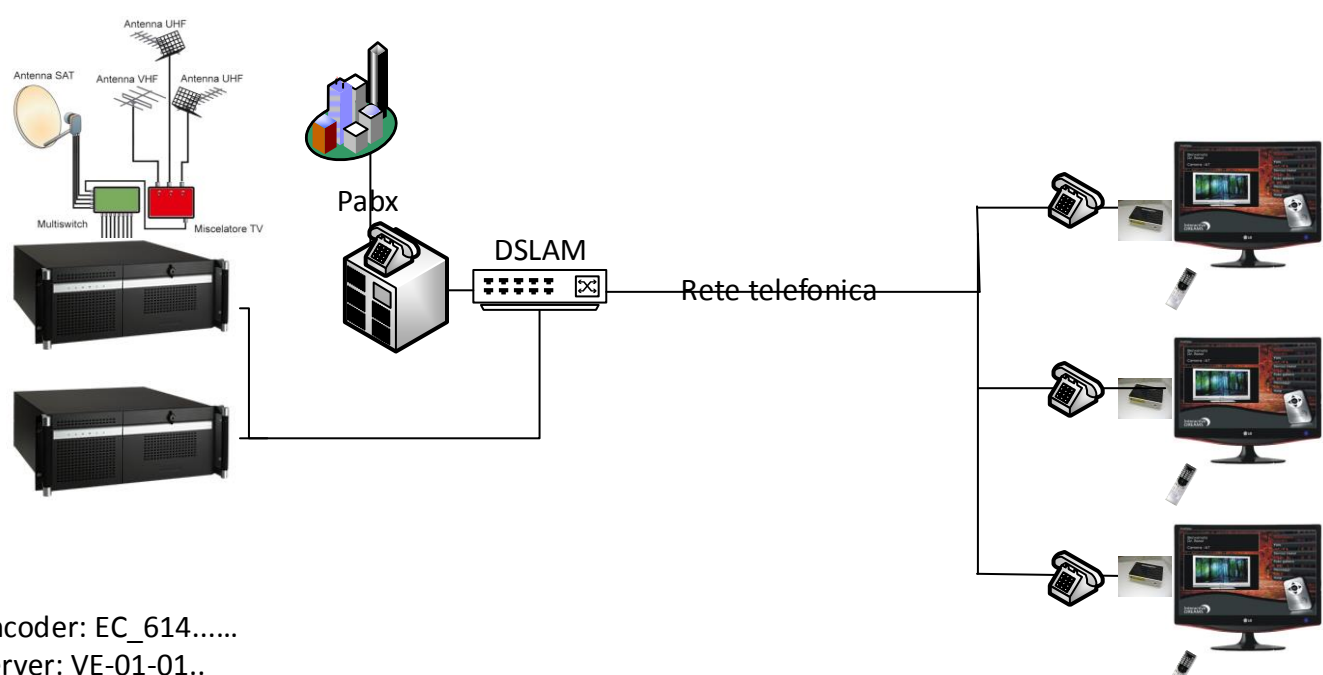 Antenna UHF
Antenna SAT
Antenna VHF
Antenna UHF
Multiswitch
Miscelatore TV
Pabx
DSLAM
Rete telefonica
ncoder: EC_614......
erver: VE-01-01..